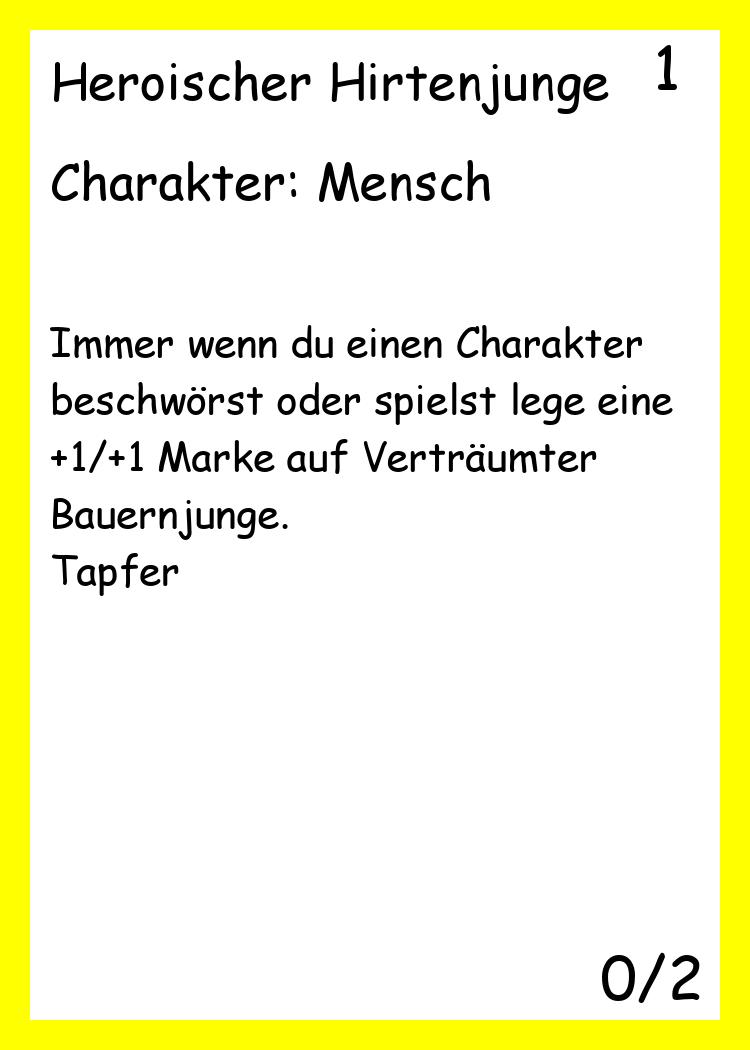 Heroischer Hirtenjunge 1
Charakter: Mensch
Immer wenn du einen Charakter
beschwörst oder spielst lege eine
+1/+1 Marke auf Verträumter
Bauernjunge.
Tapfer
0/2